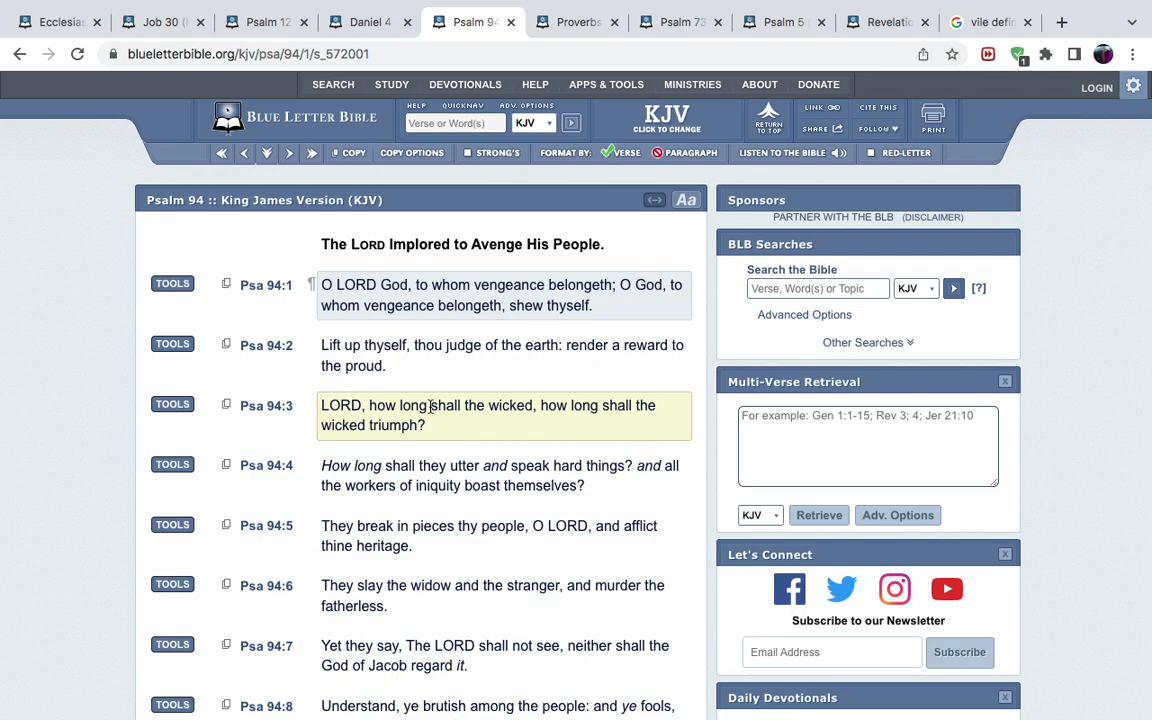 Ecclesias
Job 30 (
Psalm 12
Daniel 4
Psalm 94
Proverbs
Psalm 73
Psalm 5 (
Revelatio
vile defin
blueletterbible.org/kjv/psa/94/1/s_572001
1
SEARCH STUDY DEVOTIONALS HELP APPS & TOOLS MINISTRIES ABOUT DONATE
LOGIN
BLUE LETTER BIBLE
HELP QUICKNAV ADV. OPTIONS
Verse or Word(s) KJV
KJV
CLICK TO CHANGE
RETURN
TO TOP
LINK
CITE THIS
SHARE
FOLLOW
PRINT
COPY COPY OPTIONS STRONG'S FORMAT BY: VERSE PARAGRAPH LISTEN TO THE BIBLE RED-LETTER
Psalm 94 :: King James Version (KJV)
Aa
The LORD Implored to Avenge His People.
TOOLS Psa 94:1 ¶ O LORD God, to whom vengeance belongeth; O God, to
whom vengeance belongeth, shew thyself.
TOOLS Psa 94:2 Lift up thyself, thou judge of the earth: render a reward to
the proud.
TOOLS Psa 94:3 LORD, how long shall the wicked, how long shall the
wicked triumph?
TOOLS Psa 94:4 How long shall they utter and speak hard things? and all
the workers of iniquity boast themselves?
TOOLS Psa 94:5 They break in pieces thy people, O LORD, and afflict
thine heritage.
TOOLS Psa 94:6 They slay the widow and the stranger, and murder the
fatherless.
TOOLS Psa 94:7 Yet they say, The LORD shall not see, neither shall the
God of Jacob regard it.
TOOLS Psa 94:8 Understand, ye brutish among the people: and ye fools,
Sponsors
PARTNER WITH THE BLB (DISCLAIMER)
BLB Searches
Search the Bible
Verse, Word(s) or Topic KJV [?]
Advanced Options
Other Searches
Multi-Verse Retrieval X
For example: Gen 1:1-15; Rev 3; 4; Jer 21:10
KJV Retrieve Adv. Options
Let's Connect X
Subscribe to our Newsletter
Email Address Subscribe
Daily Devotionals X